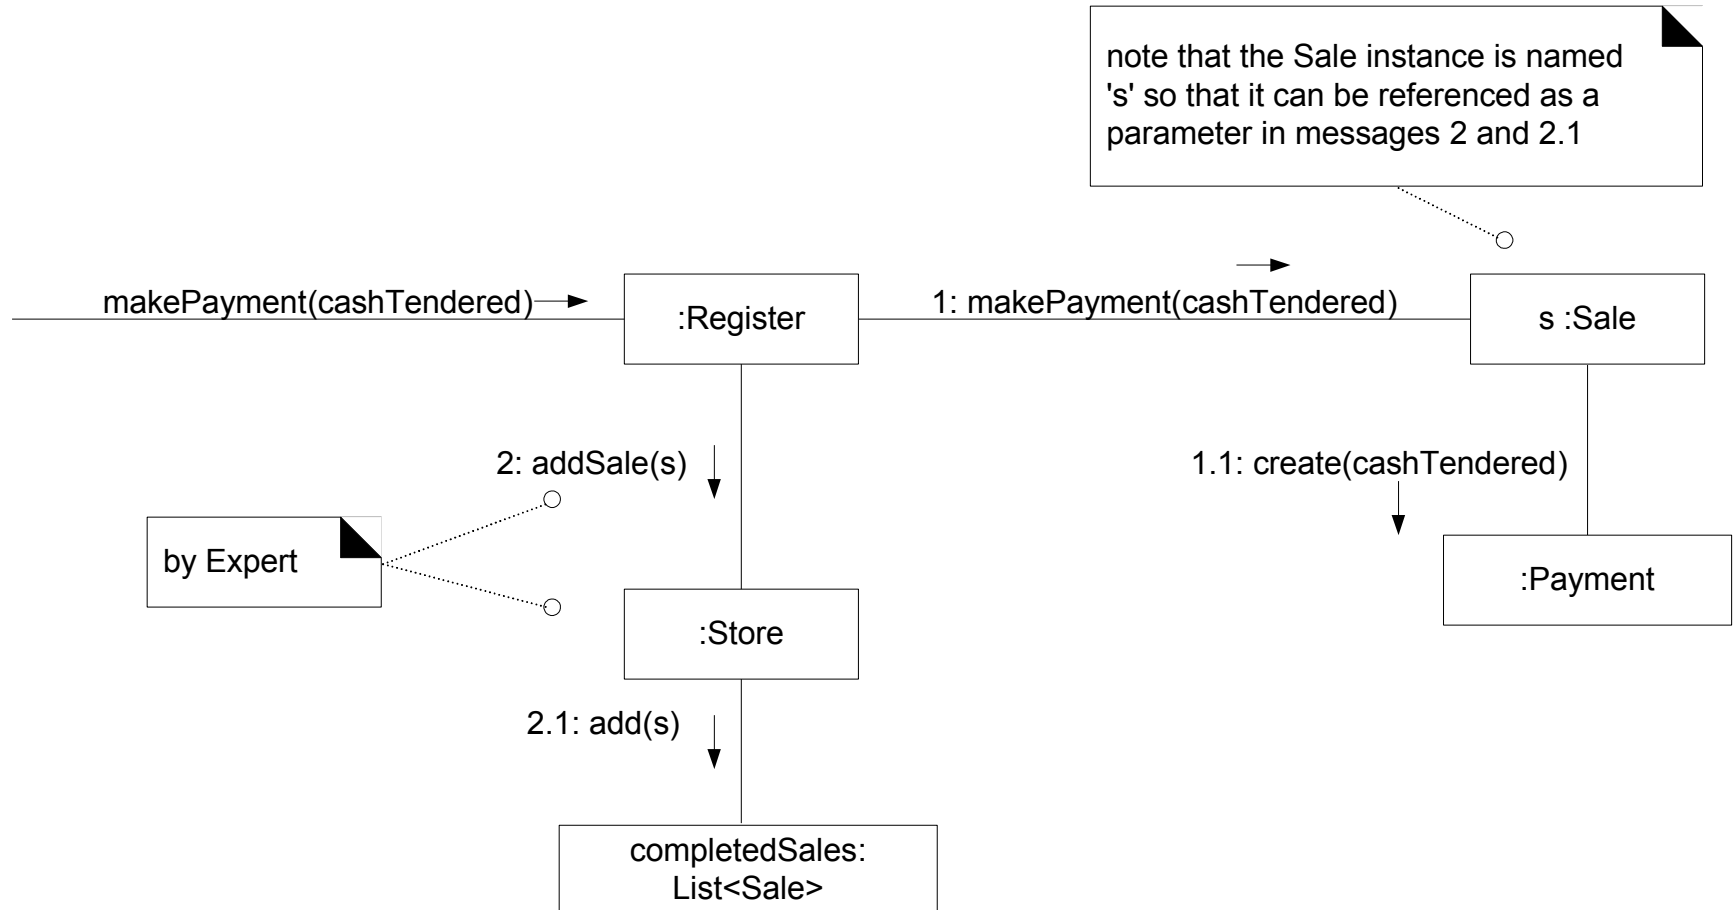 note that the Sale instance is named
's' so that it can be referenced as a
parameter in messages 2 and 2.1
makePayment(cashTendered)
:Register
1: makePayment(cashTendered)
s :Sale
2: addSale(s)
1.1: create(cashTendered)
by Expert
:Payment
:Store
2.1: add(s)
completedSales:
List<Sale>